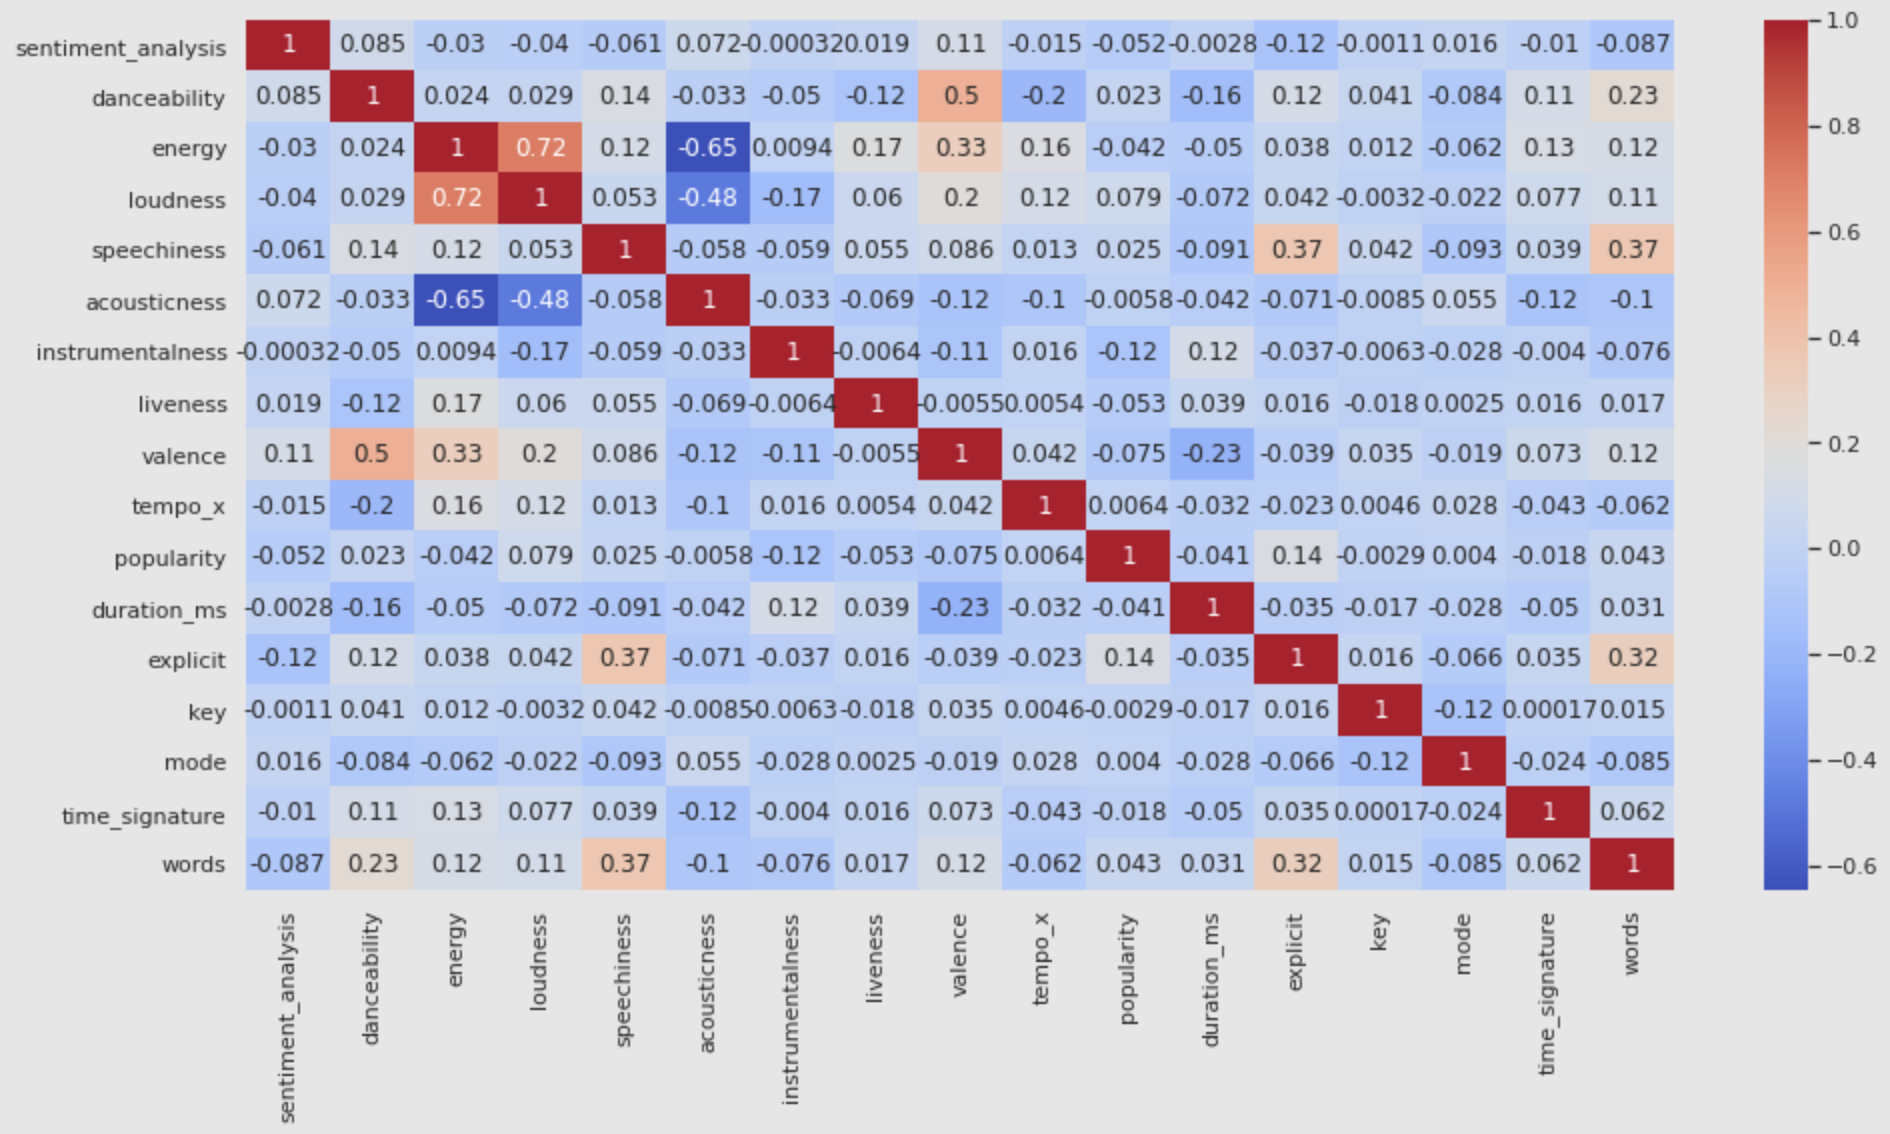 sentiment_analysis 1 0.085 -0.03 -0.04 -0.061 0.072 -0.00032 0.019 0.11 -0.015 -0.052 -0.0028 -0.12 -0.0011 0.016 -0.01 -0.087
danceability 0.085 1 0.024 0.029 0.14 -0.033 -0.05 -0.12 0.5 -0.2 0.023 -0.16 0.12 0.041 -0.084 0.11 0.23
energy -0.03 0.024 1 0.72 0.12 -0.65 0.0094 0.17 0.33 0.16 -0.042 -0.05 0.038 0.012 -0.062 0.13 0.12
loudness -0.04 0.029 0.72 1 0.053 -0.48 -0.17 0.06 0.2 0.12 0.079 -0.072 0.042 -0.0032 -0.022 0.077 0.11
speechiness -0.061 0.14 0.12 0.053 1 -0.058 -0.059 0.055 0.086 0.013 0.025 -0.091 0.37 0.042 -0.093 0.039 0.37
acousticness 0.072 -0.033 -0.65 -0.48 -0.058 1 -0.033 -0.069 -0.12 -0.1 -0.0058 -0.042 -0.071 -0.0085 0.055 -0.12 -0.1
instrumentalness -0.00032 -0.05 0.0094 -0.17 -0.059 -0.033 1 -0.0064 -0.11 0.016 -0.12 0.12 -0.037 -0.0063 -0.028 -0.004 -0.076
liveness 0.019 -0.12 0.17 0.06 0.055 -0.069 -0.0064 1 -0.0055 0.0054 -0.053 0.039 0.016 -0.018 0.0025 0.016 0.017
valence 0.11 0.5 0.33 0.2 0.086 -0.12 -0.11 -0.0055 1 0.042 -0.075 -0.23 -0.039 0.035 -0.019 0.073 0.12
tempo_x -0.015 -0.2 0.16 0.12 0.013 -0.1 0.016 0.0054 0.042 1 0.0064 -0.032 -0.023 0.0046 0.028 -0.043 -0.062
popularity -0.052 0.023 -0.042 0.079 0.025 -0.0058 -0.12 -0.053 -0.075 0.0064 1 -0.041 0.14 -0.0029 0.004 -0.018 0.043
duration_ms -0.0028 -0.16 -0.05 -0.072 -0.091 -0.042 0.12 0.039 -0.23 -0.032 -0.041 1 -0.035 -0.017 -0.028 -0.05 0.031
explicit -0.12 0.12 0.038 0.042 0.37 -0.071 -0.037 0.016 -0.039 -0.023 0.14 -0.035 1 0.016 -0.066 0.035 0.32
key -0.0011 0.041 0.012 -0.0032 0.042 -0.0085 -0.0063 -0.018 0.035 0.0046 -0.0029 -0.017 0.016 1 -0.12 0.00017 0.015
mode 0.016 -0.084 -0.062 -0.022 -0.093 0.055 -0.028 0.0025 -0.019 0.028 0.004 -0.028 -0.066 -0.12 1 -0.024 -0.085
time_signature -0.01 0.11 0.13 0.077 0.039 -0.12 -0.004 0.016 0.073 -0.043 -0.018 -0.05 0.035 0.00017 -0.024 1 0.062
words -0.087 0.23 0.12 0.11 0.37 -0.1 -0.076 0.017 0.12 -0.062 0.043 0.031 0.32 0.015 -0.085 0.062 1
sentiment_analysis
danceability
energy
loudness
speechiness
acousticness
instrumentalness
liveness
valence
tempo_x
popularity
duration_ms
explicit
key
mode
time_signature
words
1.0
0.8
0.6
0.4
0.2
0.0
−0.2
−0.4
−0.6